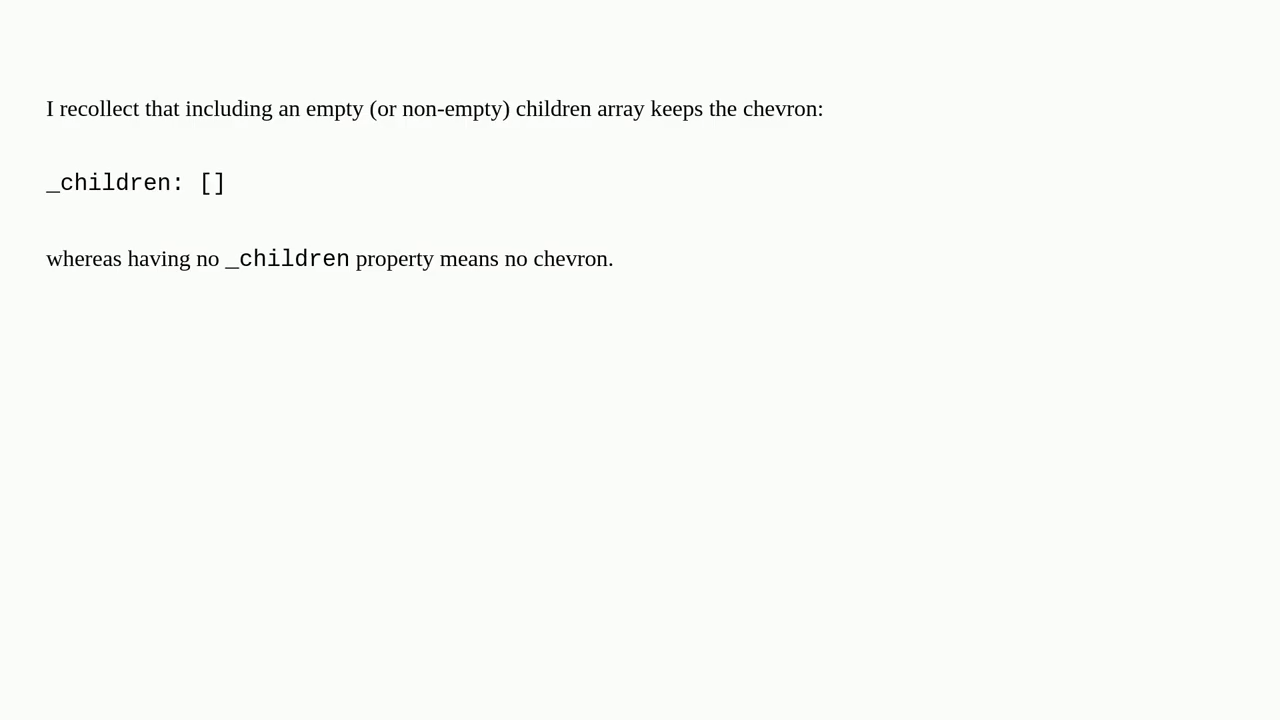 I recollect that including an empty (or non-empty) children array keeps the chevron:
_children: []
whereas having no _children property means no chevron.